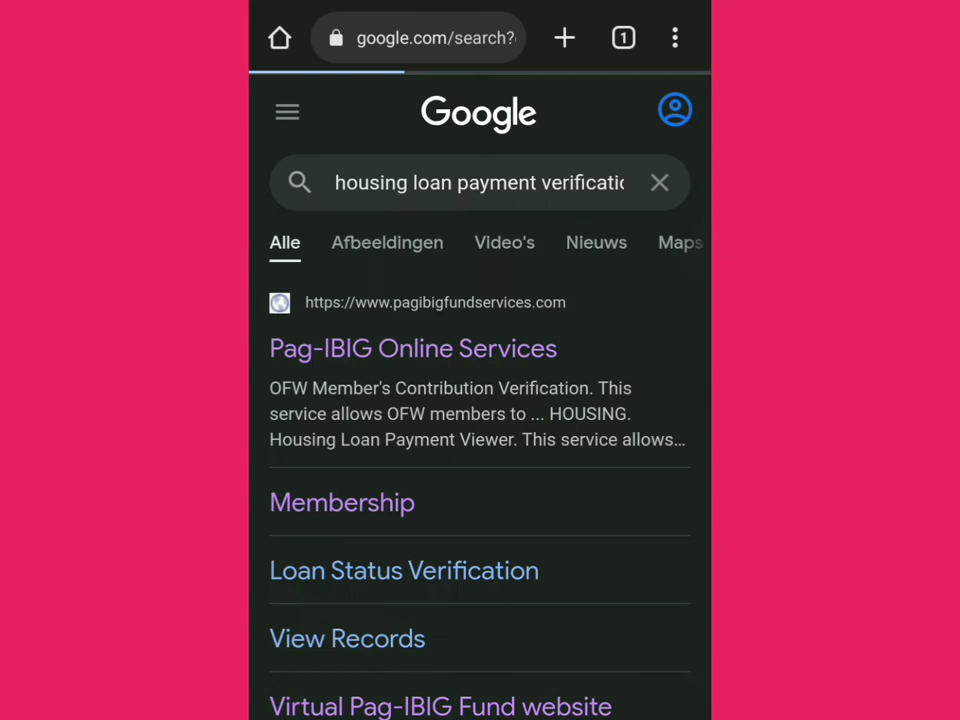 google.com/search?
1
Google
housing loan payment verificatio
Alle Afbeeldingen Video's Nieuws Maps
https://www.pagibigfundservices.com
Pag-IBIG Online Services
OFW Member's Contribution Verification. This
service allows OFW members to ... HOUSING.
Housing Loan Payment Viewer. This service allows...
Membership
Loan Status Verification
View Records
Virtual Pag-IBIG Fund website